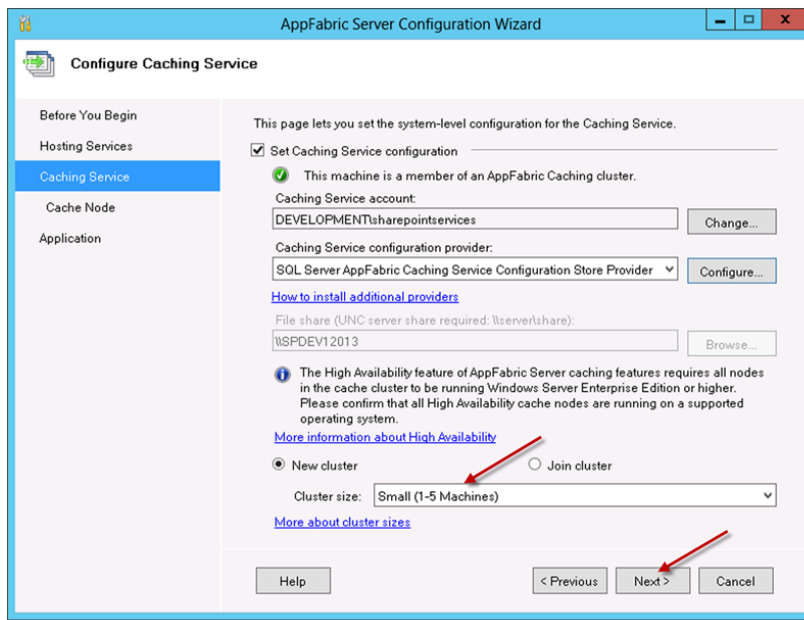 AppFabric Server Configuration Wizard
Configure Caching Service
Before You Begin
Hosting Services
Caching Service
Cache Node
Application
This page lets you set the system-level configuration for the Caching Service.
Set Caching Service configuration
This machine is a member of an AppFabric Caching cluster.
Caching Service account:
DEVELOPMENT\sharepointservices
Change...
Caching Service configuration provider:
SQL Server AppFabric Caching Service Configuration Store Provider
Configure...
How to install additional providers
File share (UNC server share required: \\server\share):
\\SPDEV12013
Browse...
The High Availability feature of AppFabric Server caching features requires all nodes
in the cache cluster to be running Windows Server Enterprise Edition or higher.
Please confirm that all High Availability cache nodes are running on a supported
operating system.
More information about High Availability
New cluster
Join cluster
Cluster size:
Small (1-5 Machines)
More about cluster sizes
Help
< Previous
Next >
Cancel